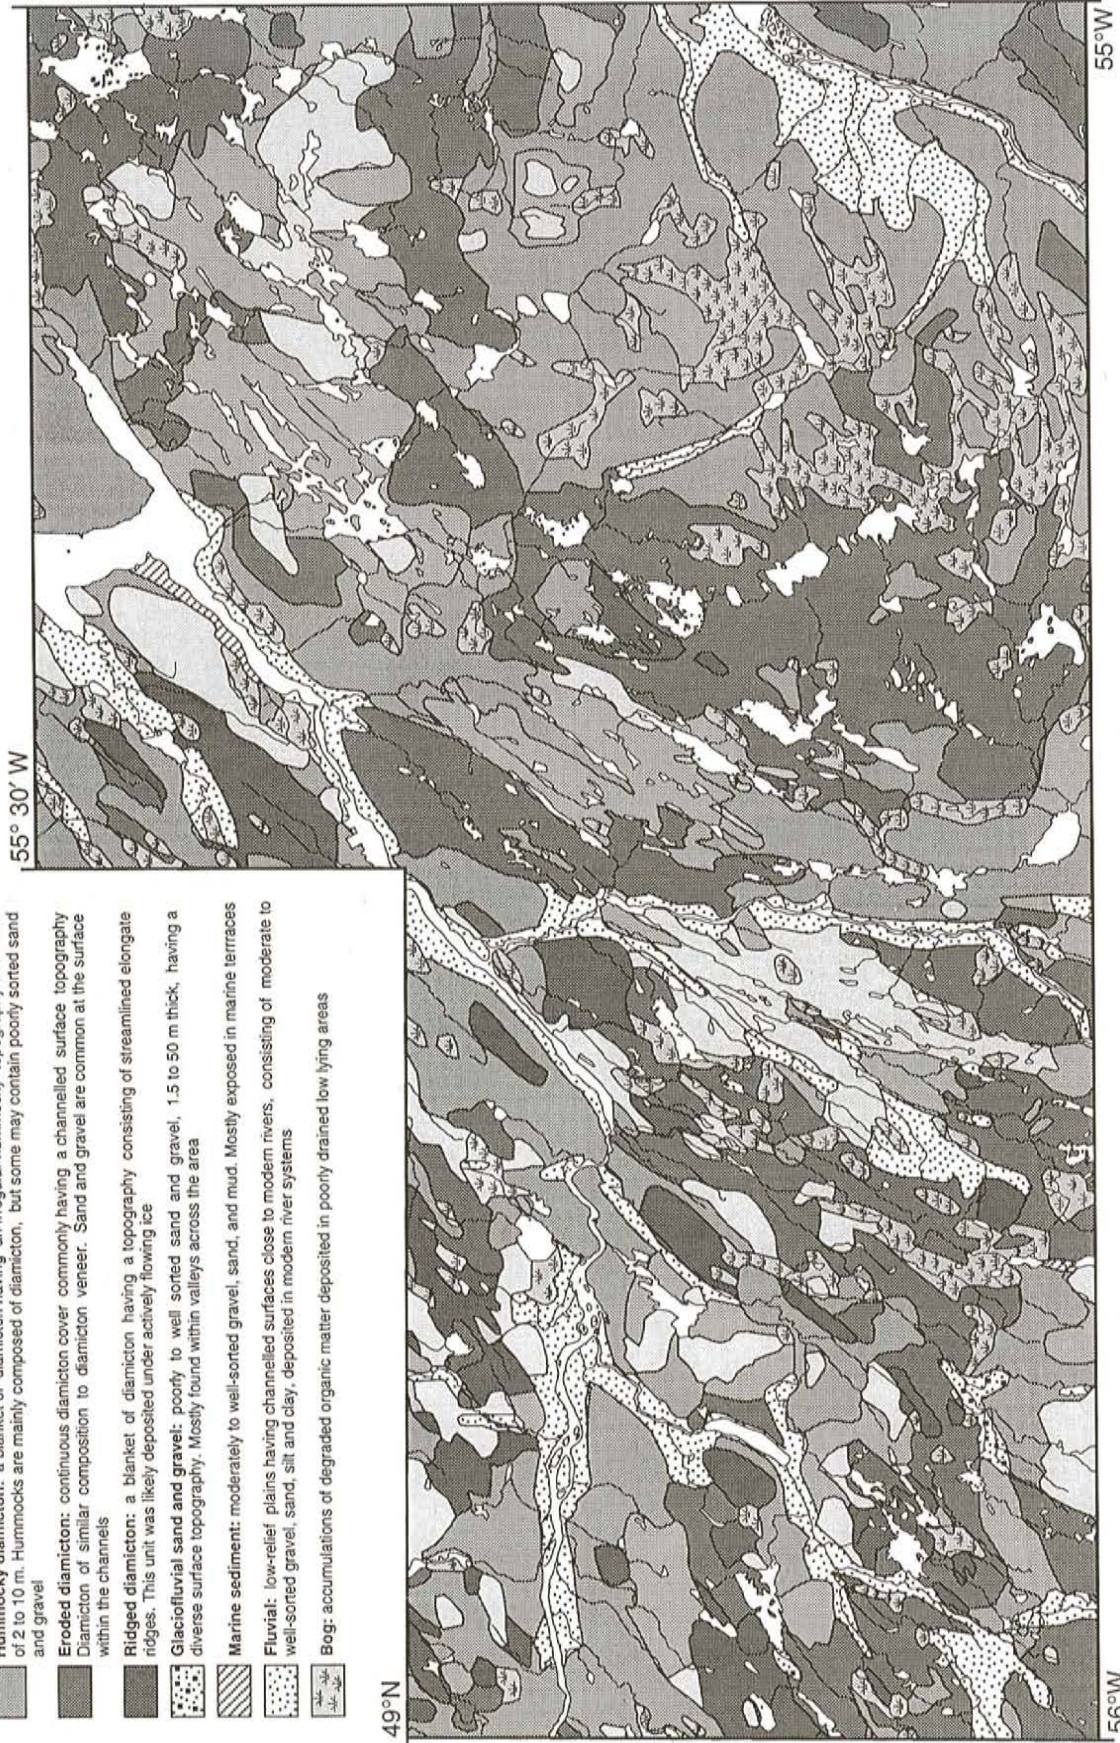 of 2 to 10 m. Hummocks are mainly composed of diamicton, but some may contain poorly sorted sand
and gravel
Eroded diamicton: continuous diamicton cover commonly having a channelled surface topography
Diamicton of similar composition to diamicton veneer. Sand and gravel are common at the surface
within the channels
Ridged diamicton: a blanket of diamicton having a topography consisting of streamlined elongate
ridges. This unit was likely deposited under actively flowing ice
Glaciofluvial sand and gravel: poorly to well sorted sand and gravel, 1.5 to 50 m thick, having a
diverse surface topography. Mostly found within valleys across the area
Marine sediment: moderately to well-sorted gravel, sand, and mud. Mostly exposed in marine terrraces
Fluvial: low-relief plains having channelled surfaces close to modern rivers, consisting of moderate to
well-sorted gravel, sand, silt and clay, deposited in modern river systems
Bog: accumulations of degraded organic matter deposited in poorly drained low lying areas
55° 30′ W
49°N
56°W
55°W